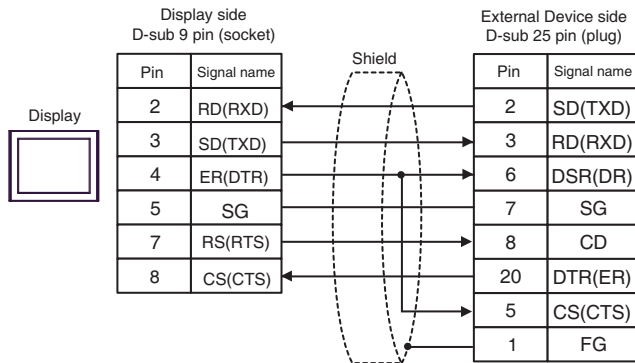 Display side
D-sub 9 pin (socket)
External Device side
D-sub 25 pin (plug)
Shield
Display
Pin Signal name
2 RD(RXD)
3 SD(TXD)
4 ER(DTR)
5 SG
7 RS(RTS)
8 CS(CTS)
Pin Signal name
2 SD(TXD)
3 RD(RXD)
6 DSR(DR)
7 SG
8 CD
20 DTR(ER)
5 CS(CTS)
1 FG